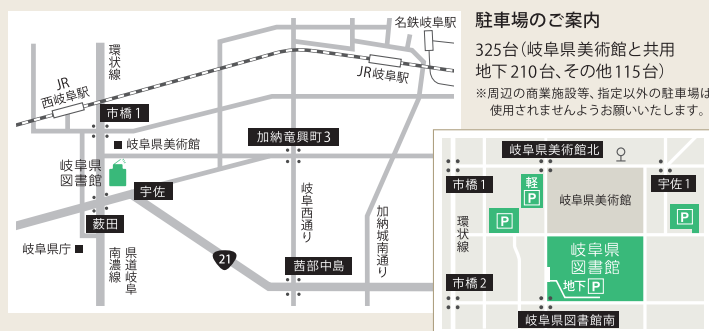 環状線
JR
西岐阜駅
名鉄岐阜駅
JR岐阜駅
市橋1
岐阜県美術館
加納竜興町3
岐阜県
図書館
宇佐
薮田
岐阜県庁
県道岐阜
南濃線
21
岐阜西通り
加納城南通り
茜部中島
駐車場のご案内
325台(岐阜県美術館と共用
地下210台、その他115台)
※周辺の商業施設等、指定以外の駐車場は
使用されませんようお願いいたします。
岐阜県美術館北
市橋1
軽
P
岐阜県美術館
宇佐1
P
P
環状線
岐阜県
図書館
地下P
市橋2
岐阜県図書館南